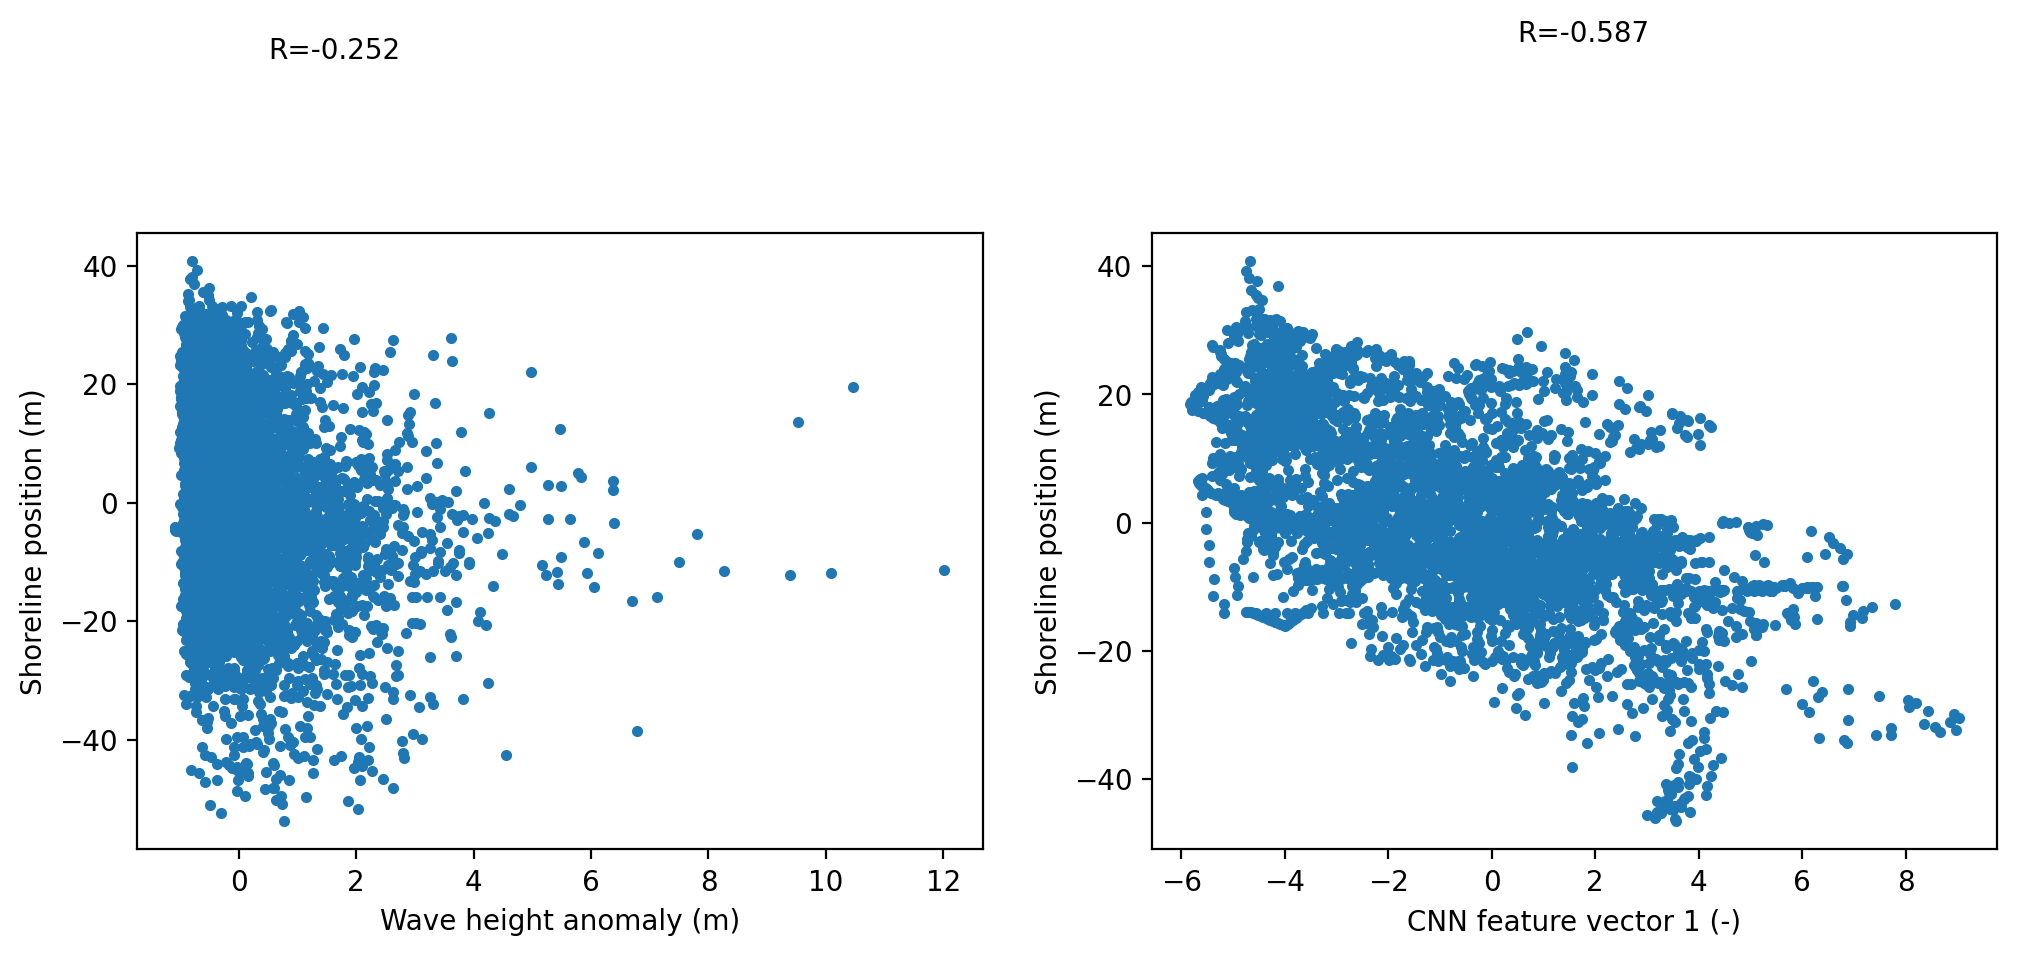 R=-0.252
R=-0.587
40
20
0
−20
−40
Shoreline position (m)
0 2 4 6 8 10 12
Wave height anomaly (m)
40
20
0
−20
−40
Shoreline position (m)
−6 −4 −2 0 2 4 6 8
CNN feature vector 1 (-)